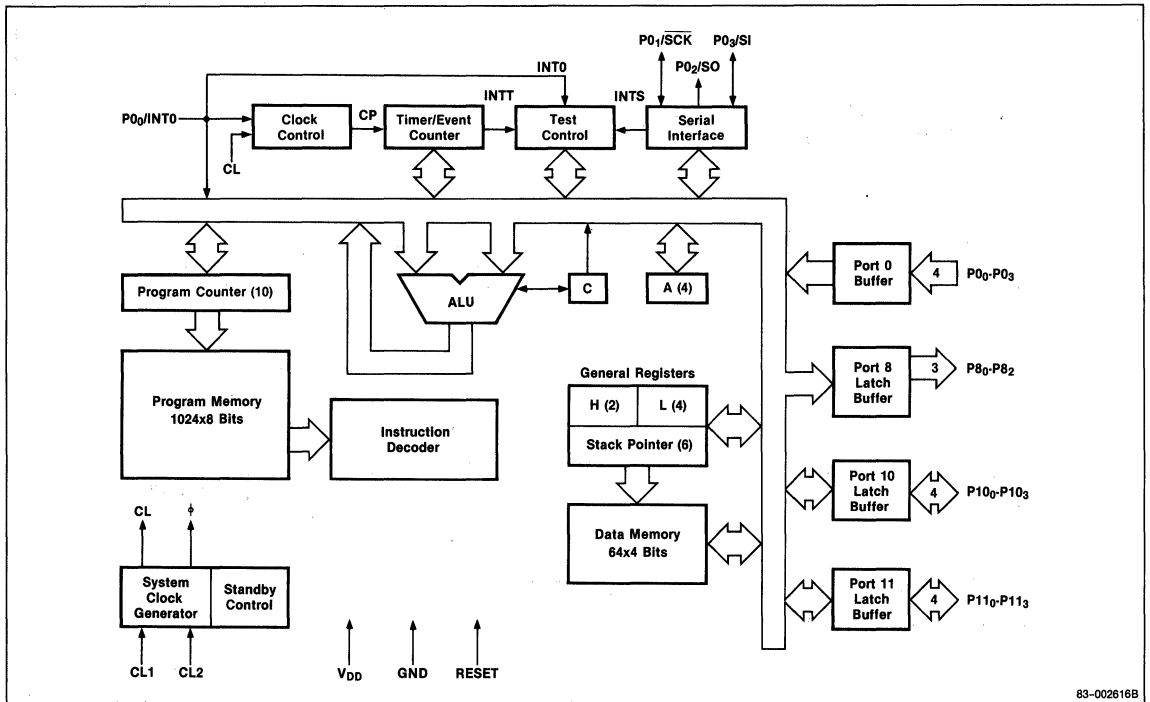 P0₁/SCK P0₃/SI
P0₂/SO
INT0
INTT
INTS
P0₀/INT0
CP
CL
Clock
Control
Timer/Event
Counter
Test
Control
Serial
Interface
Program Counter (10)
ALU
C
A (4)
Port 0
Buffer
4
P0₀-P0₃
Program Memory
1024x8 Bits
Instruction
Decoder
General Registers
H (2)
L (4)
Stack Pointer (6)
Port 8
Latch
Buffer
3
P8₀-P8₂
Data Memory
64x4 Bits
Port 10
Latch
Buffer
4
P10₀-P10₃
CL
ϕ
System
Clock
Generator
Standby
Control
Port 11
Latch
Buffer
4
P11₀-P11₃
CL1
CL2
V_DD
GND
RESET
83-002616B